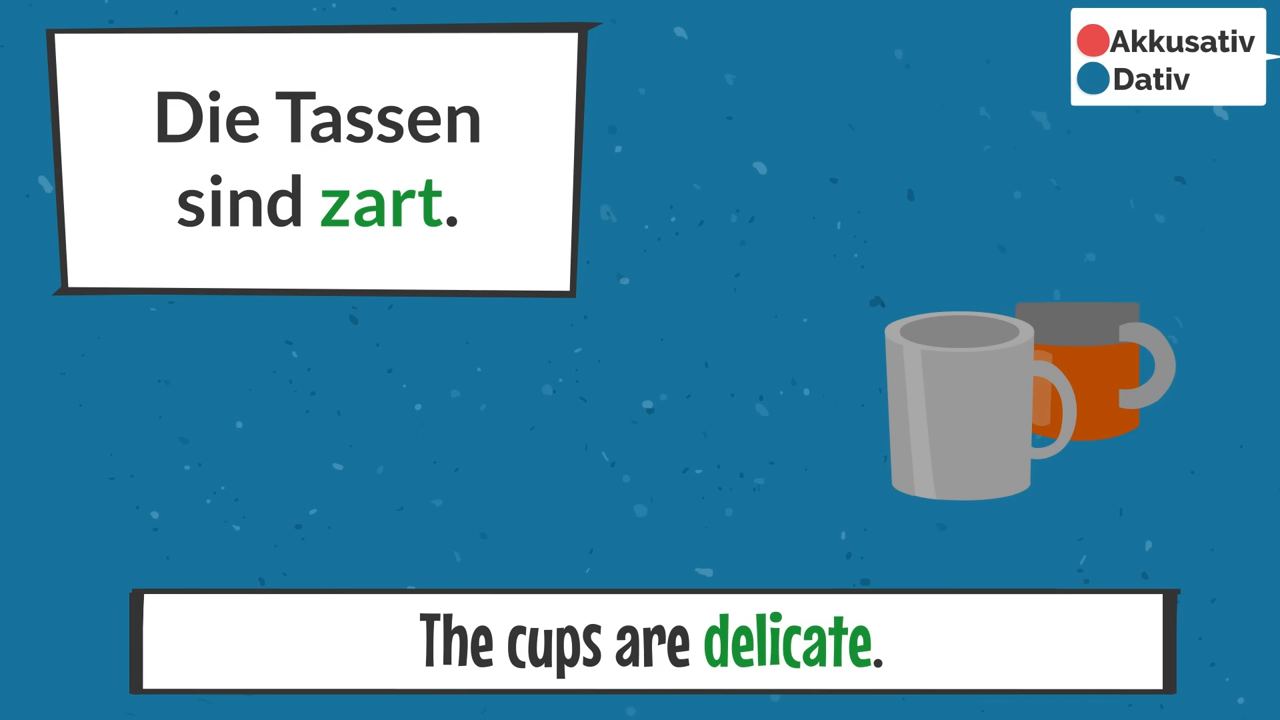 Die Tassen
sind zart.
Akkusativ
Dativ
The cups are delicate.